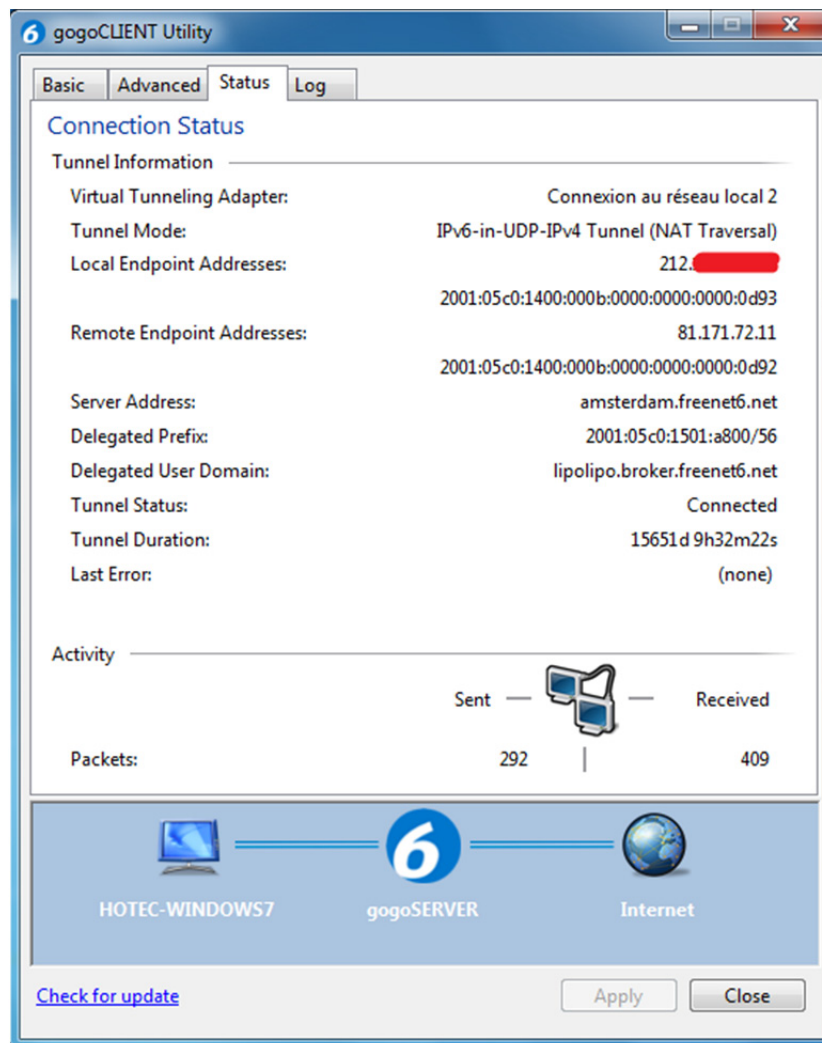 gogoCLIENT Utility
Basic Advanced Status Log
Connection Status
Tunnel Information
Virtual Tunneling Adapter: Connexion au réseau local 2
Tunnel Mode: IPv6-in-UDP-IPv4 Tunnel (NAT Traversal)
Local Endpoint Addresses: 212.
2001:05c0:1400:000b:0000:0000:0000:0d93
Remote Endpoint Addresses: 81.171.72.11
2001:05c0:1400:000b:0000:0000:0000:0d92
Server Address: amsterdam.freenet6.net
Delegated Prefix: 2001:05c0:1501:a800/56
Delegated User Domain: lipolipo.broker.freenet6.net
Tunnel Status: Connected
Tunnel Duration: 15651d 9h32m22s
Last Error: (none)
Activity
Sent Received
Packets: 292 409
HOTEC-WINDOWS7 gogoSERVER Internet
Check for update Apply Close